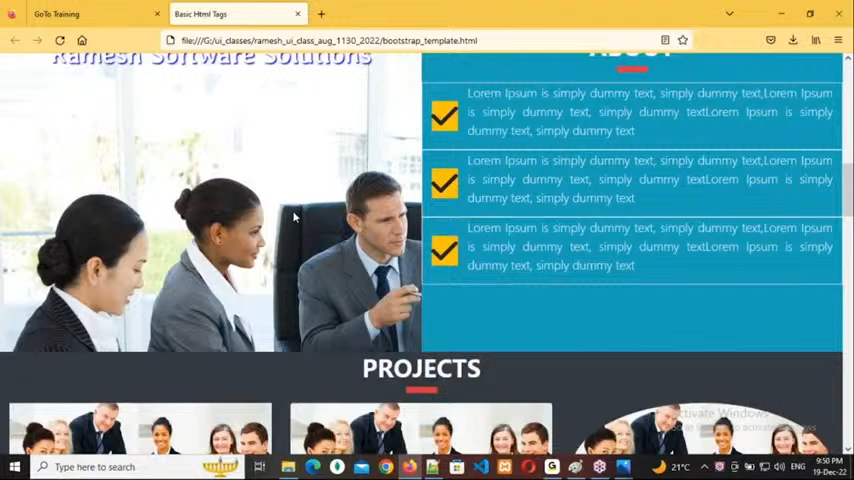 GoTo Training
Basic Html Tags
file:///G:/ui_classes/ramesh_ui_class_aug_1130_2022/bootstrap_template.html
Ramesh Software Solutions
ABOUT
Lorem Ipsum is simply dummy text, simply dummy text,Lorem Ipsum
is simply dummy text, simply dummy textLorem Ipsum is simply
dummy text, simply dummy text
Lorem Ipsum is simply dummy text, simply dummy text,Lorem Ipsum
is simply dummy text, simply dummy textLorem Ipsum is simply
dummy text, simply dummy text
Lorem Ipsum is simply dummy text, simply dummy text,Lorem Ipsum
is simply dummy text, simply dummy textLorem Ipsum is simply
dummy text, simply dummy text
PROJECTS
Activate Windows
Type here to search
21°C
ENG
9:50 PM
19-Dec-22